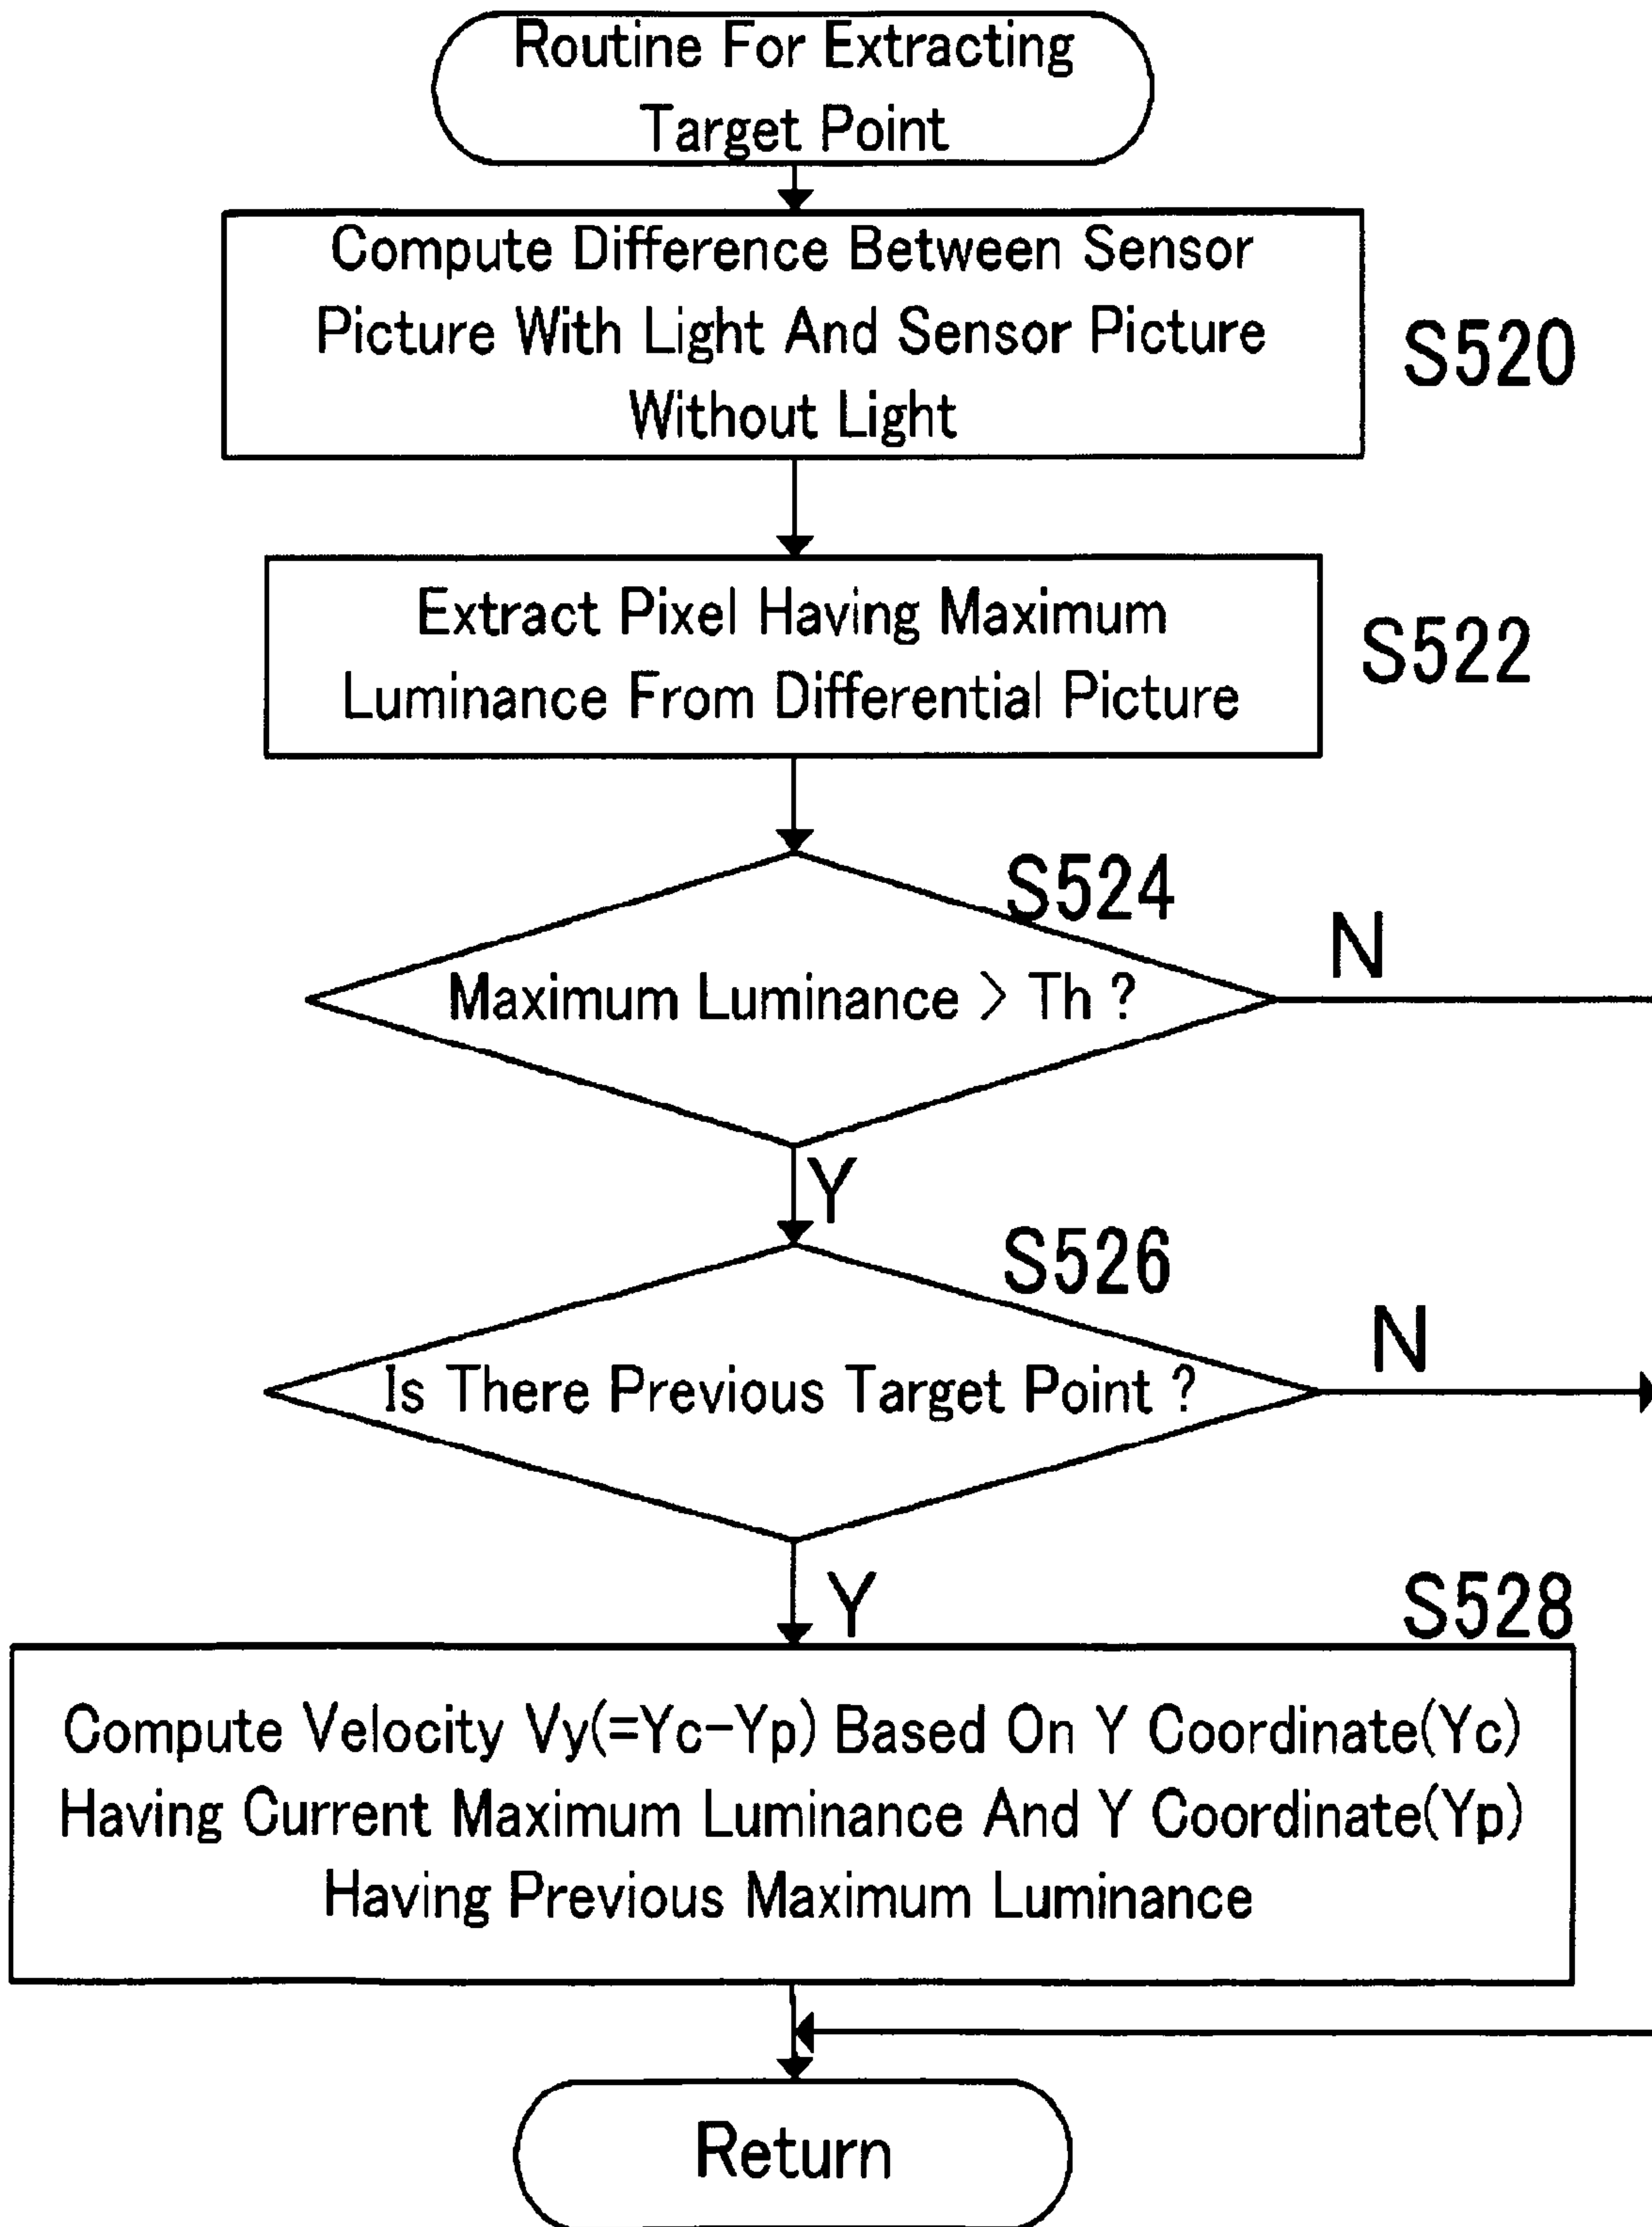 Routine For Extracting
Target Point
Compute Difference Between Sensor
Picture With Light And Sensor Picture
Without Light
S520
Extract Pixel Having Maximum
Luminance From Differential Picture
S522
S524
Maximum Luminance > Th ?
N
Y
S526
Is There Previous Target Point ?
N
Y
S528
Compute Velocity Vy(=Yc-Yp) Based On Y Coordinate(Yc)
Having Current Maximum Luminance And Y Coordinate(Yp)
Having Previous Maximum Luminance
Return